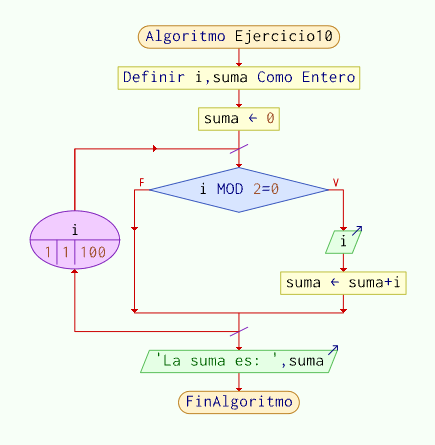 Algoritmo Ejercicio10
Definir i,suma Como Entero
suma ← 0
F
i MOD 2=0
V
i
1 1 100
i
suma ← suma+i
'La suma es: ',suma
FinAlgoritmo